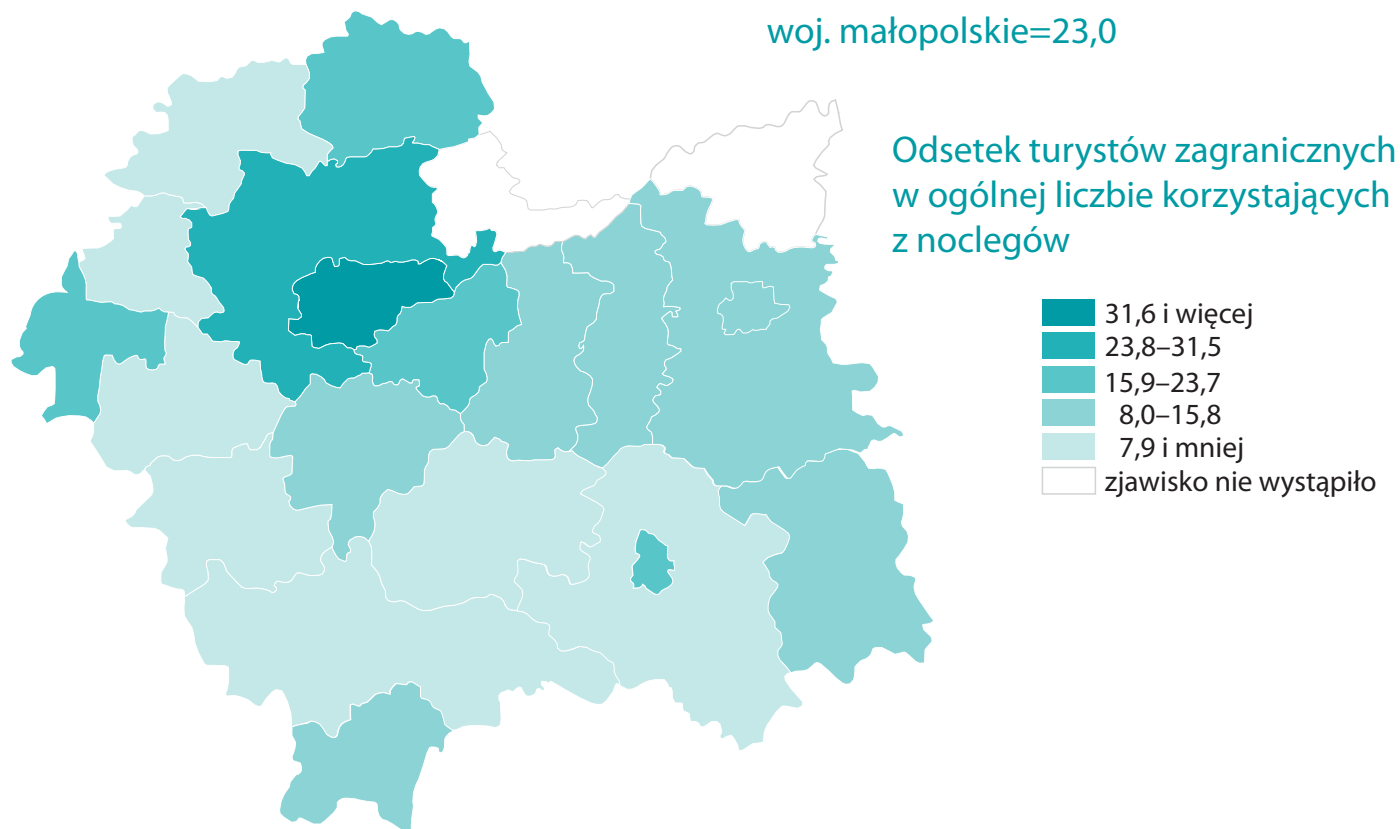 woj. małopolskie=23,0
Odsetek turystów zagranicznych
w ogólnej liczbie korzystających
z noclegów
31,6 i więcej
23,8–31,5
15,9–23,7
8,0–15,8
7,9 i mniej
zjawisko nie wystąpiło